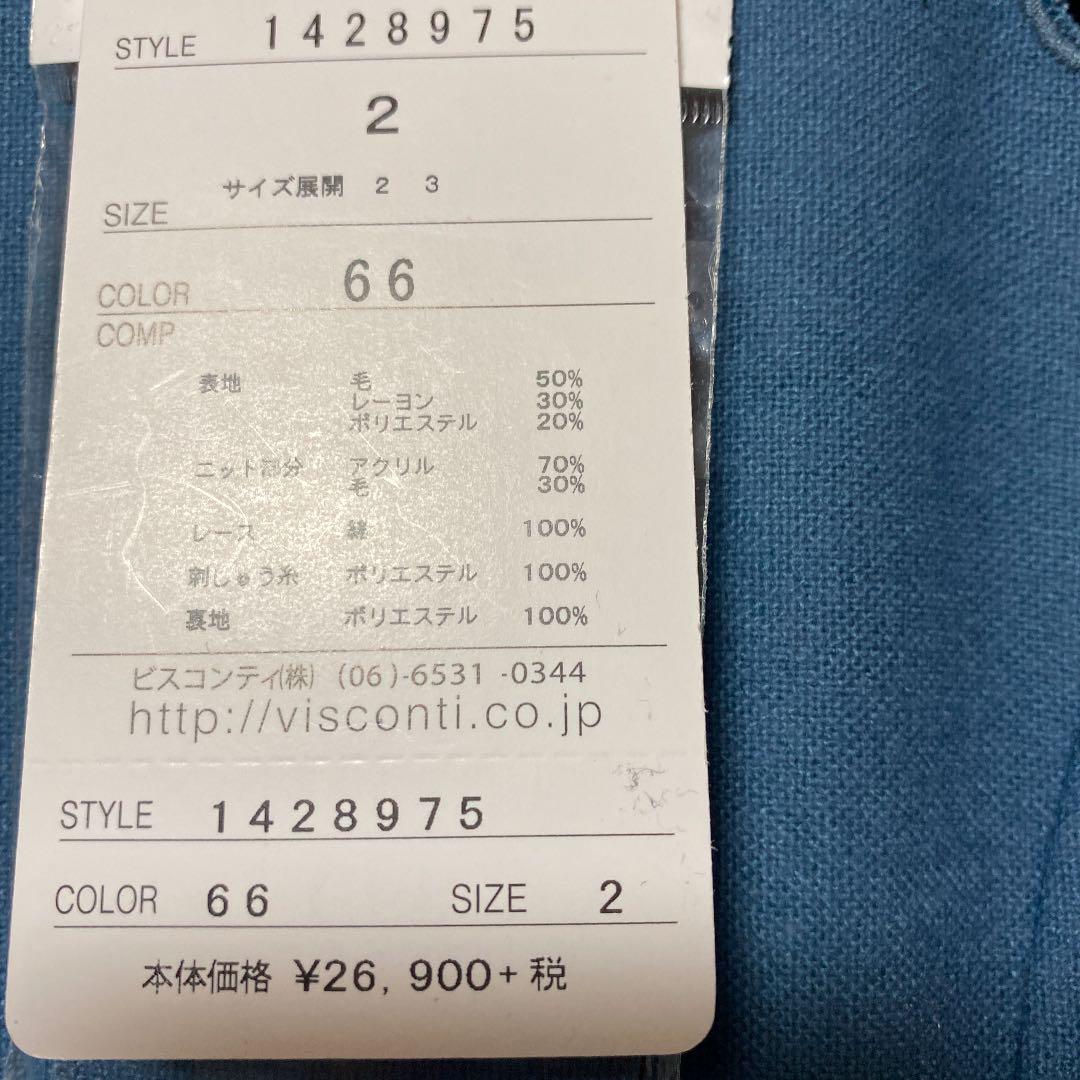 STYLE 1428975
2
サイズ展開 2 3
SIZE
COLOR 66
COMP
表地 毛 50%
レーヨン 30%
ポリエステル 20%
ニット部分 アクリル 70%
毛 30%
レース 綿 100%
刺しゅう糸 ポリエステル 100%
裏地 ポリエステル 100%
ビスコンティ(株) (06)-6531-0344
http://visconti.co.jp
STYLE 1428975
COLOR 66 SIZE 2
本体価格 ¥26,900+税